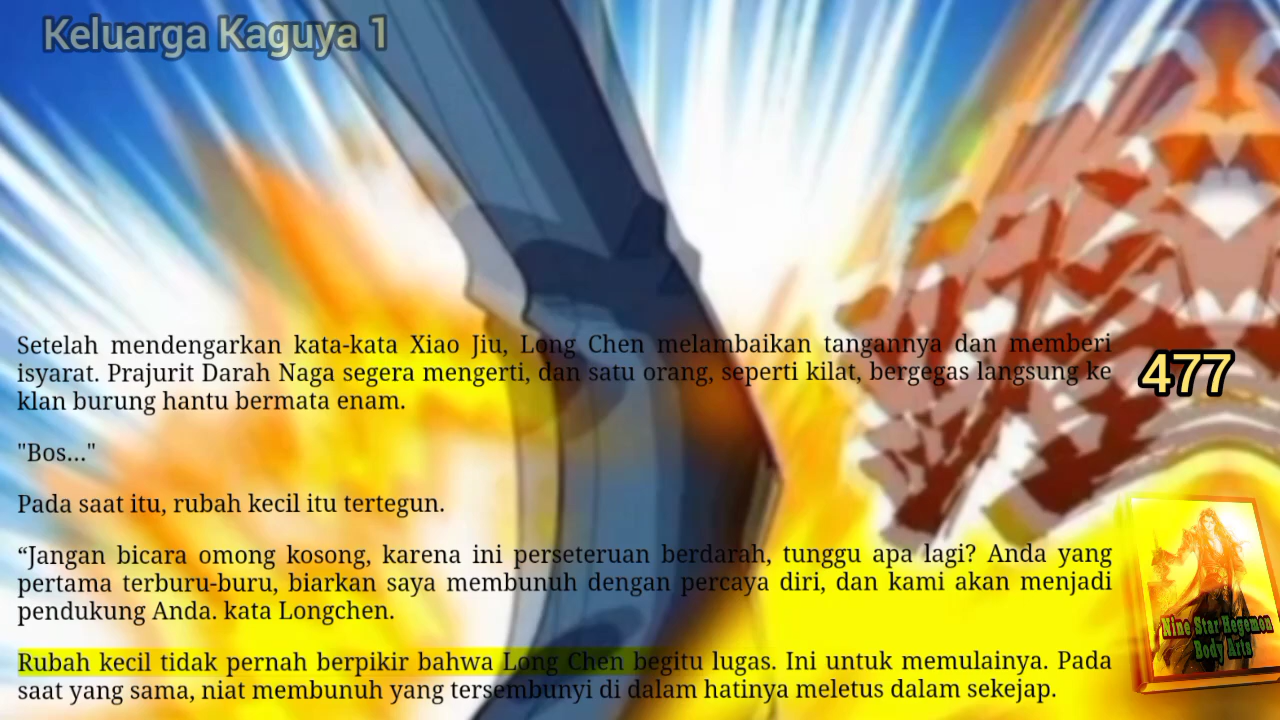 Keluarga Kaguya 1
Setelah mendengarkan kata-kata Xiao Jiu, Long Chen melambaikan tangannya dan memberi
isyarat. Prajurit Darah Naga segera mengerti, dan satu orang, seperti kilat, bergegas langsung ke
klan burung hantu bermata enam.
"Bos..."
Pada saat itu, rubah kecil itu tertegun.
“Jangan bicara omong kosong, karena ini perseteruan berdarah, tunggu apa lagi? Anda yang
pertama terburu-buru, biarkan saya membunuh dengan percaya diri, dan kami akan menjadi
pendukung Anda. kata Longchen.
Rubah kecil tidak pernah berpikir bahwa Long Chen begitu lugas. Ini untuk memulainya. Pada
saat yang sama, niat membunuh yang tersembunyi di dalam hatinya meletus dalam sekejap.
477
Nine Star Hegemon
Body Arts